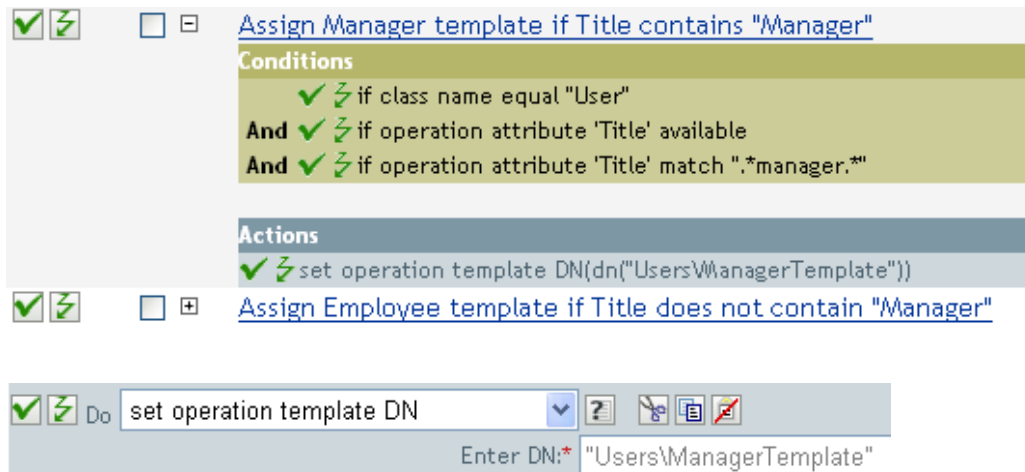 Assign Manager template if Title contains "Manager"
Conditions
if class name equal "User"
And if operation attribute 'Title' available
And if operation attribute 'Title' match ".*manager.*"
Actions
set operation template DN(dn("Users\ManagerTemplate"))
Assign Employee template if Title does not contain "Manager"
Do set operation template DN
Enter DN:* "Users\ManagerTemplate"